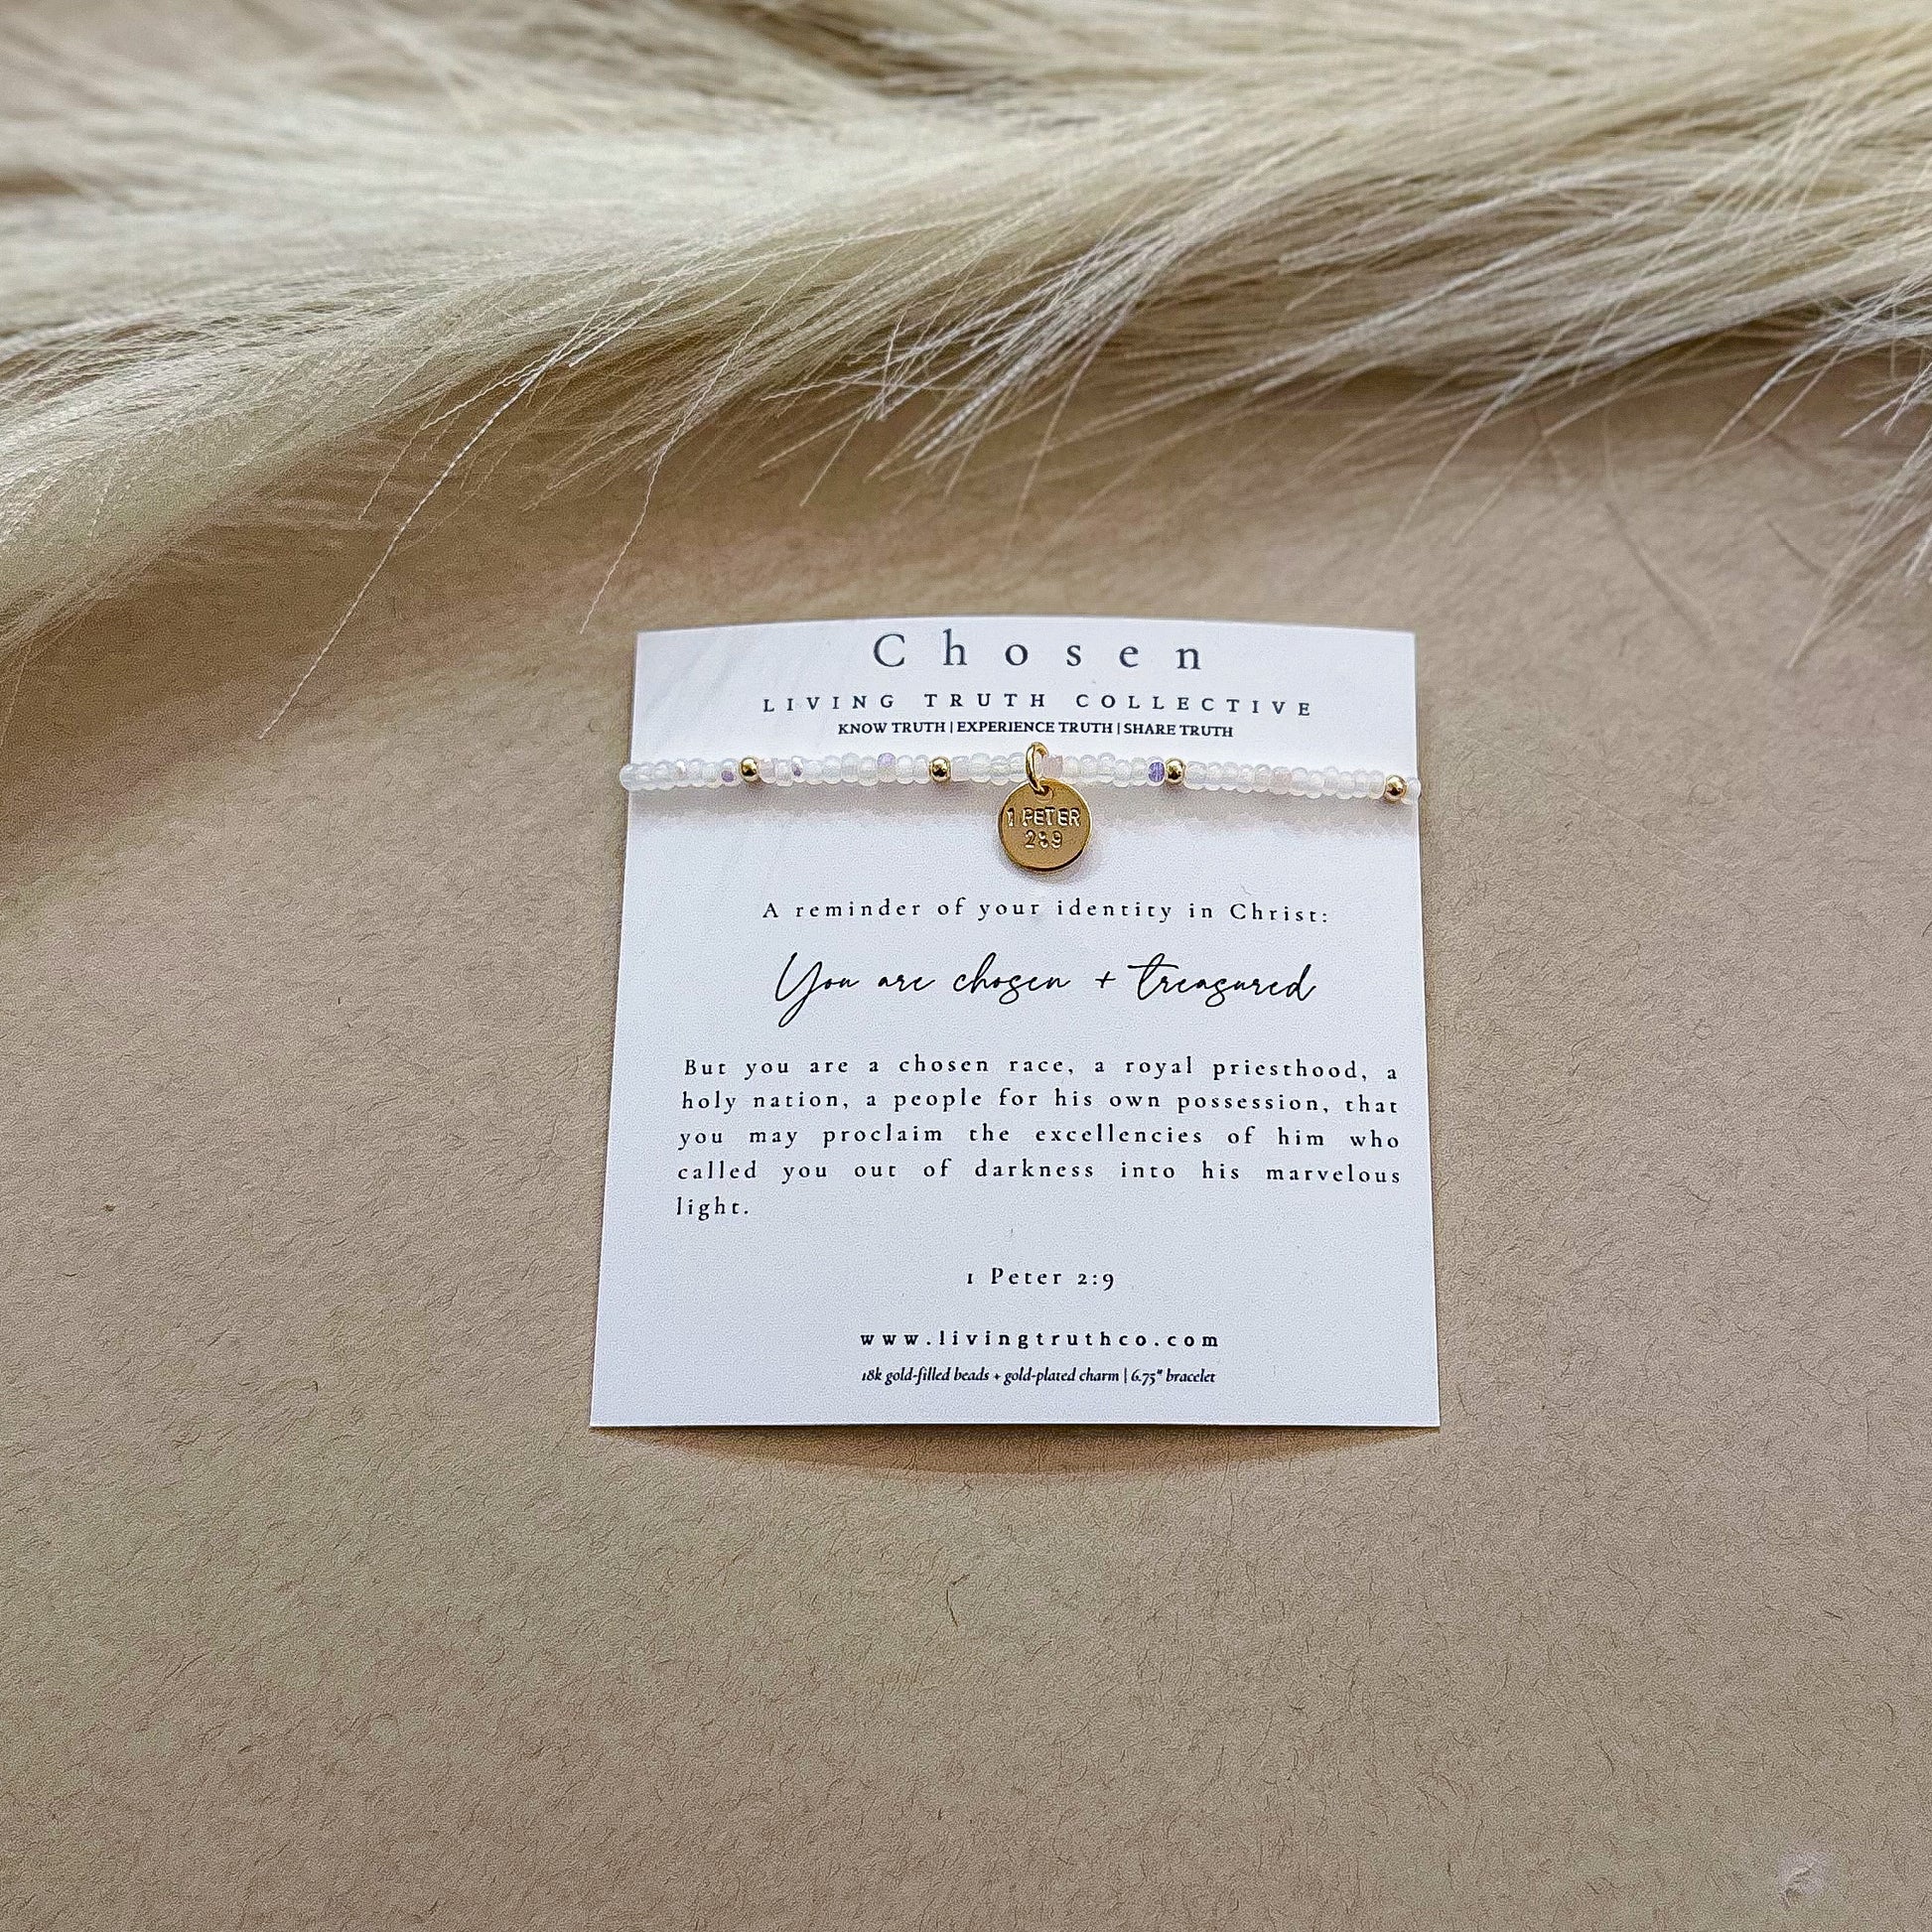 Chosen
LIVING TRUTH COLLECTIVE
KNOW TRUTH | EXPERIENCE TRUTH | SHARE TRUTH
1 PETER
2:9
A reminder of your identity in Christ:
You are chosen + treasured
But you are a chosen race, a royal priesthood, a
holy nation, a people for his own possession, that
you may proclaim the excellencies of him who
called you out of darkness into his marvelous
light.
1 Peter 2:9
www.livingtruthco.com
18k gold-filled beads + gold-plated charm | 6.75" bracelet